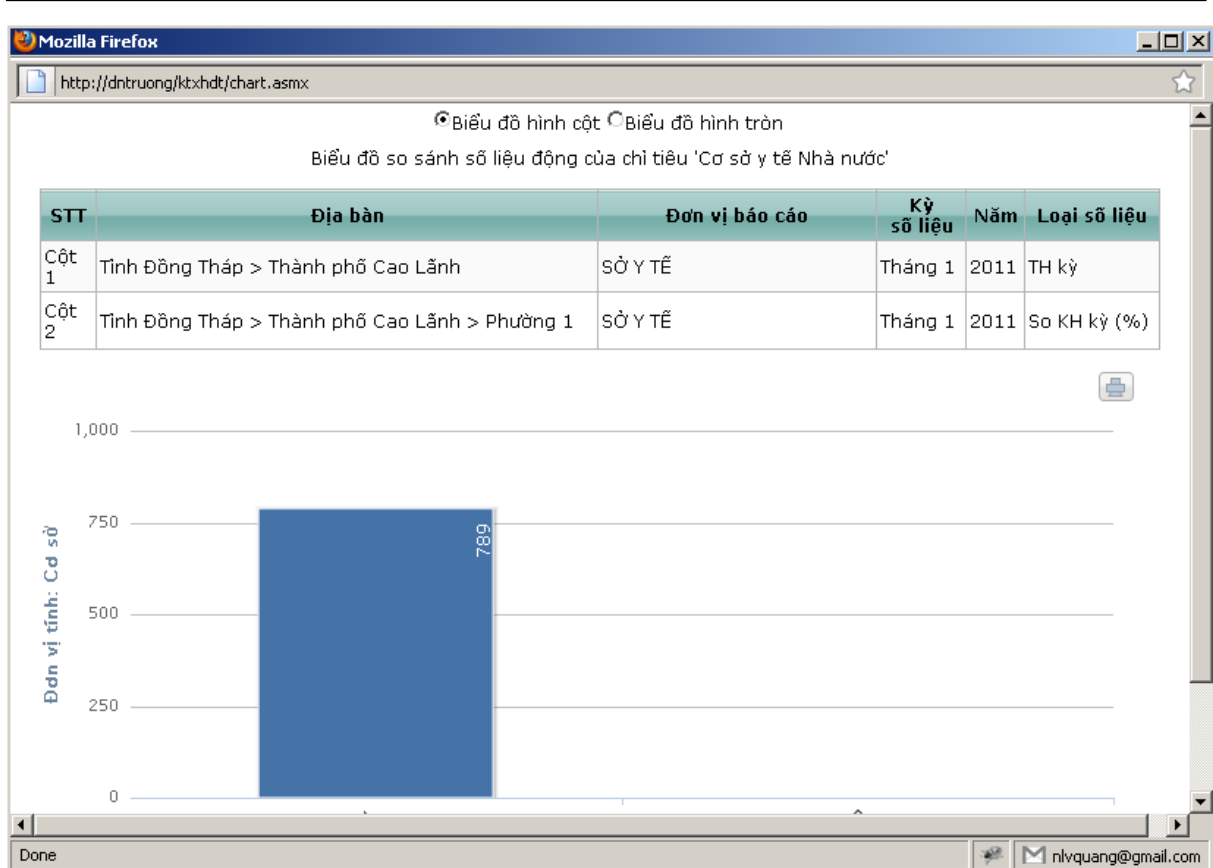 Mozilla Firefox
http://dntruong/ktxhdt/chart.asmx
Biểu đồ hình cột Biểu đồ hình tròn
Biểu đồ so sánh số liệu động của chỉ tiêu 'Cơ sở y tế Nhà nước'
STT Địa bàn Đơn vị báo cáo Kỳ số liệu Năm Loại số liệu
Cột 1 Tỉnh Đồng Tháp > Thành phố Cao Lãnh SỞ Y TẾ Tháng 1 2011 TH kỳ
Cột 2 Tỉnh Đồng Tháp > Thành phố Cao Lãnh > Phường 1 SỞ Y TẾ Tháng 1 2011 So KH kỳ (%)
1,000
750
500
250
0
Đơn vị tính: Cơ sở
789
Done nlvquang@gmail.com